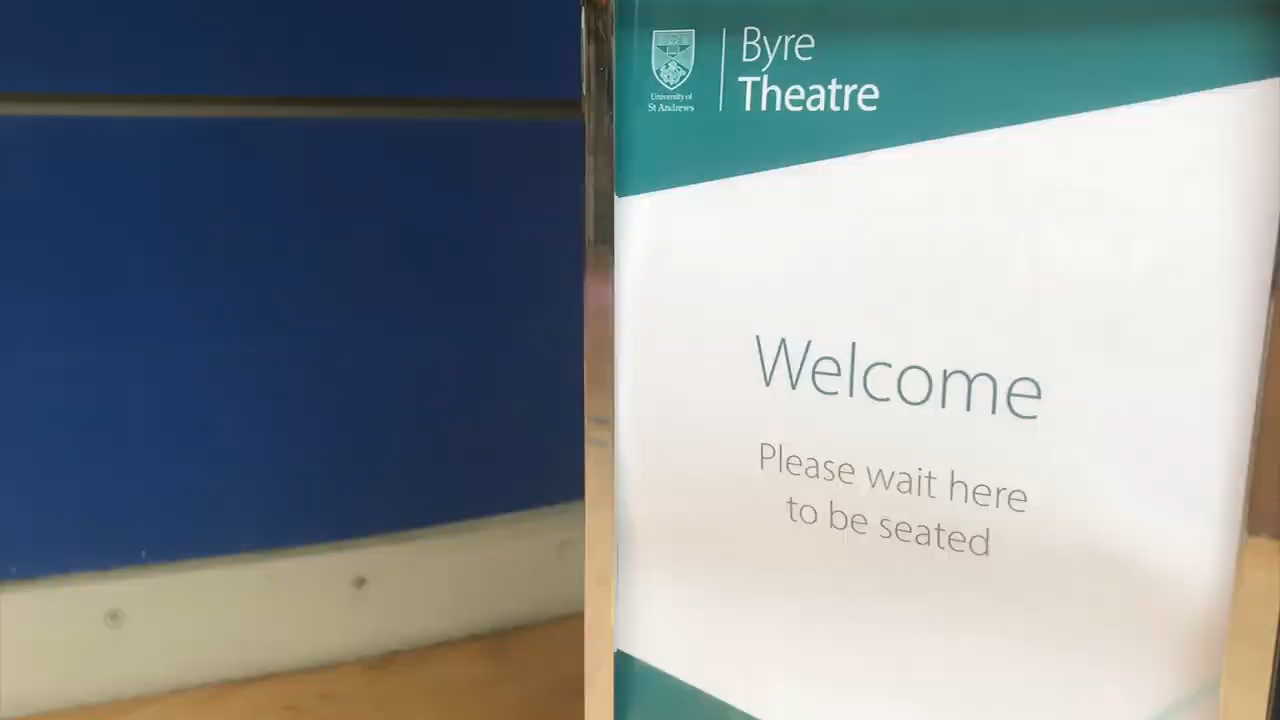 University of
St Andrews
Byre
Theatre
Welcome
Please wait here
to be seated